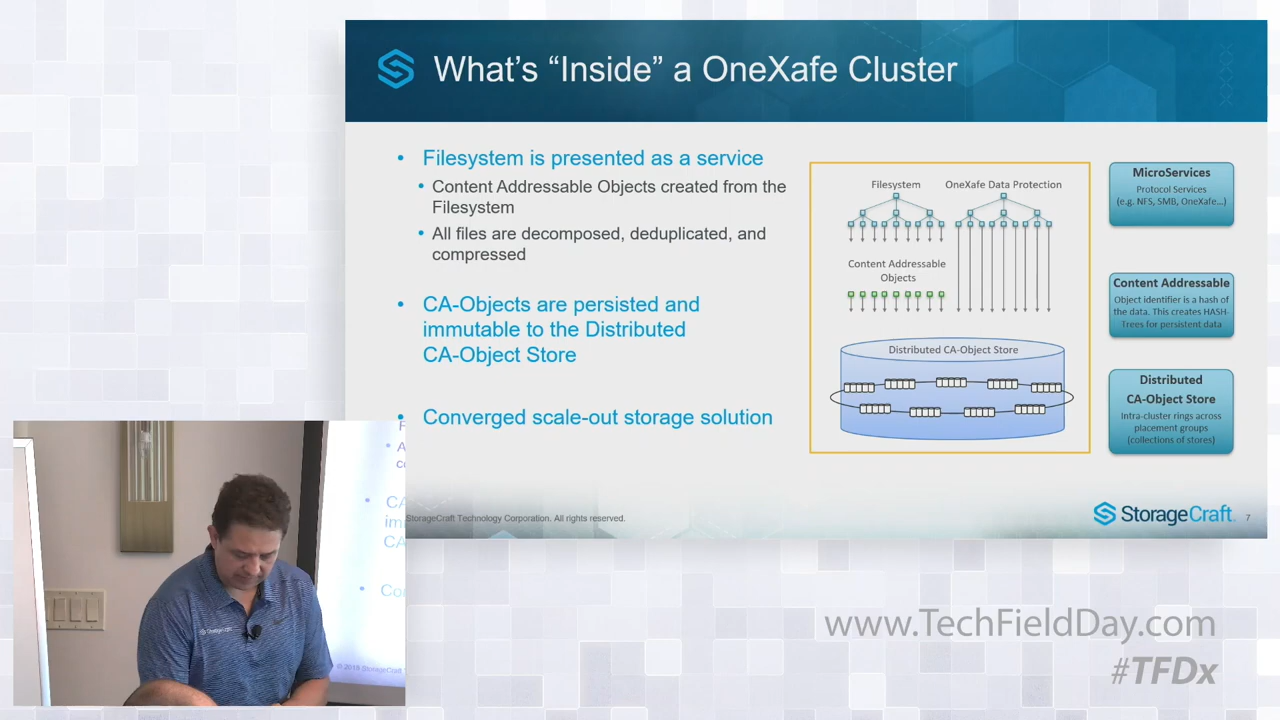 What's “Inside” a OneXafe Cluster
• Filesystem is presented as a service
• Content Addressable Objects created from the
Filesystem
• All files are decomposed, deduplicated, and
compressed
• CA-Objects are persisted and
immutable to the Distributed
CA-Object Store
• Converged scale-out storage solution
Filesystem
OneXafe Data Protection
Content Addressable
Objects
Distributed CA-Object Store
MicroServices
Protocol Services
(e.g. NFS, SMB, OneXafe...)
Content Addressable
Object identifier is a hash of
the data. This creates HASH-
Trees for persistent data
Distributed
CA-Object Store
Intra-cluster rings across
placement groups
(collections of stores)
StorageCraft Technology Corporation. All rights reserved.
StorageCraft
7
CA
im
CA
© 2019 StorageCraft T
www.TechFieldDay.com
#TFDx